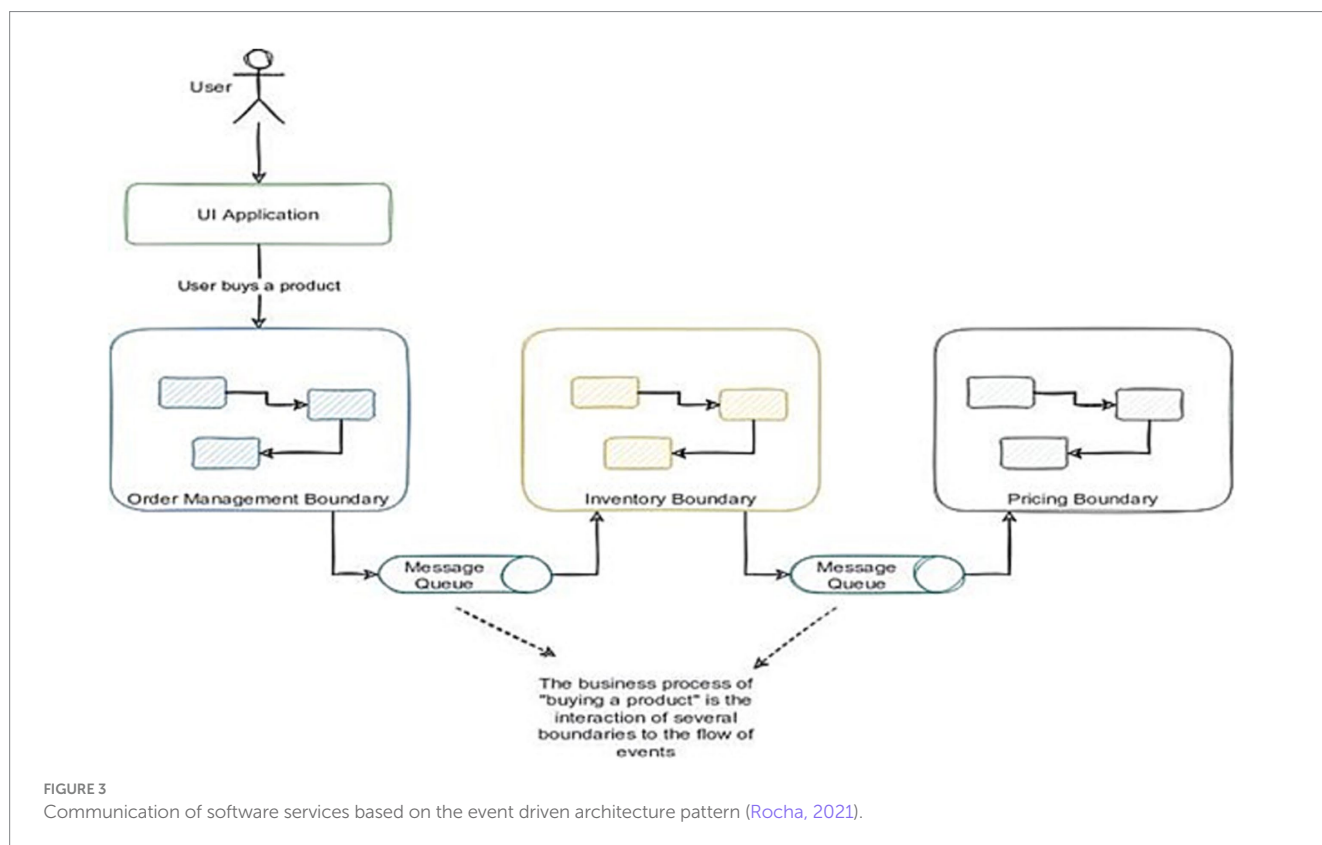 User
UI Application
User buys a product
Order Management Boundary
Inventory Boundary
Pricing Boundary
Message
Queue
Message
Queue
The business process of
"buying a product" is the
interaction of several
boundaries to the flow of
events
FIGURE 3
Communication of software services based on the event driven architecture pattern (Rocha, 2021).